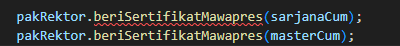 pakRektor.beriSertifikatMawapres(sarjanaCum);
pakRektor.beriSertifikatMawapres(masterCum);